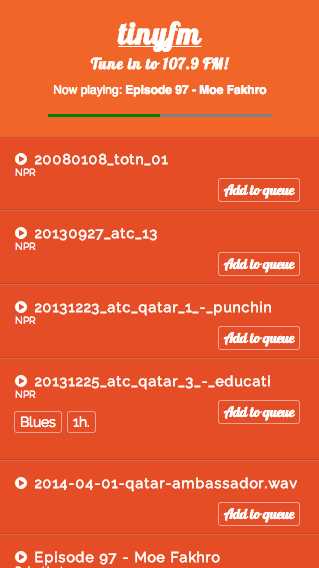 tinyfm
Tune in to 107.9 FM!
Now playing: Episode 97 - Moe Fakhro
20080108_totn_01
NPR
Add to queue
20130927_atc_13
NPR
Add to queue
20131223_atc_qatar_1_-_punchin
NPR
Add to queue
20131225_atc_qatar_3_-_educati
NPR
Add to queue
Blues 1h.
2014-04-01-qatar-ambassador.wav
Add to queue
Episode 97 - Moe Fakhro